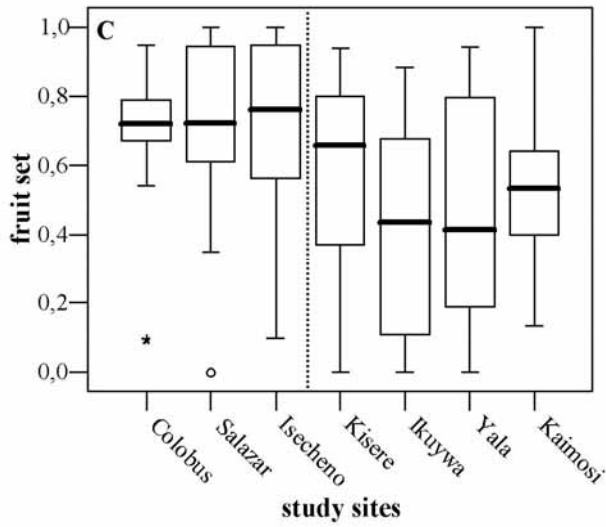 C
fruit set
1,0
0,8
0,6
0,4
0,2
0,0
Colobus
Salazar
Isecheno
Kisere
Ikuywa
Yala
Kaimosi
study sites